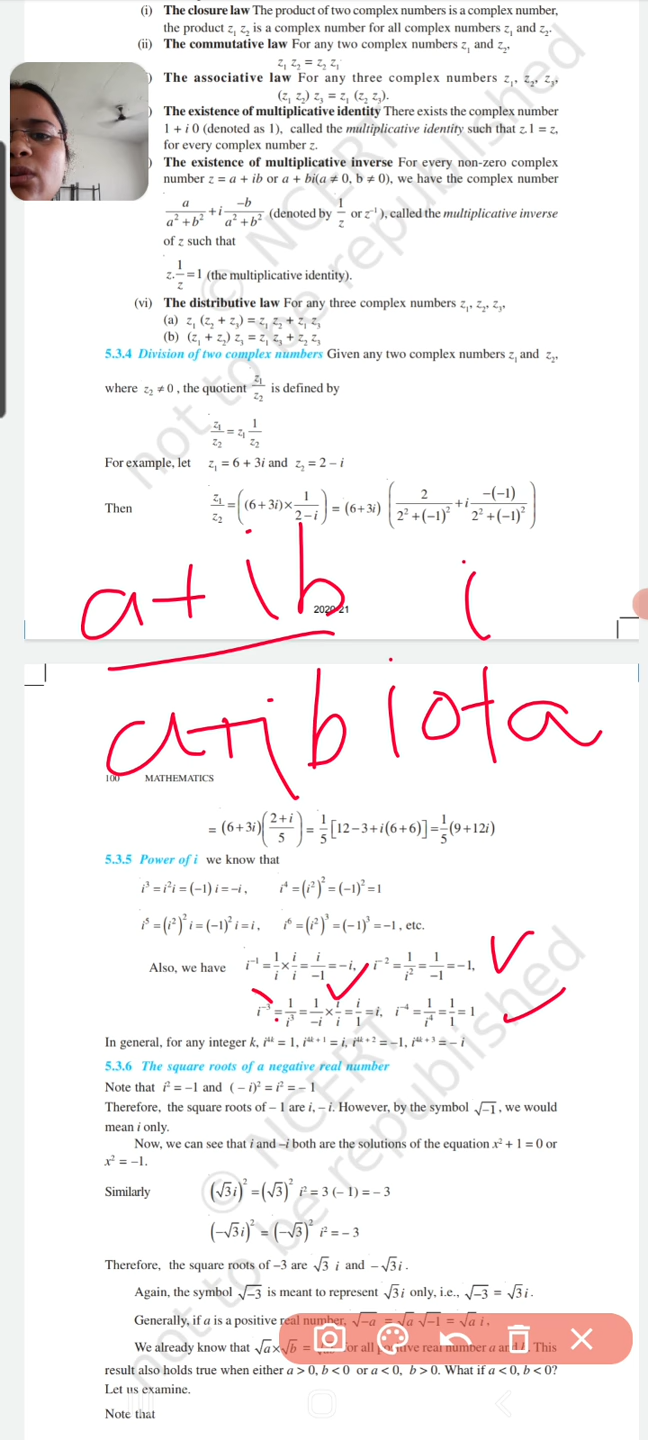 (i) The closure law The product of two complex numbers is a complex number,
the product z₁ z₂ is a complex number for all complex numbers z₁ and z₂.
(ii) The commutative law For any two complex numbers z₁ and z₂,
z₁ z₂ = z₂ z₁
) The associative law For any three complex numbers z₁, z₂, z₃,
(z₁ z₂) z₃ = z₁ (z₂ z₃).
) The existence of multiplicative identity There exists the complex number
1 + i 0 (denoted as 1), called the multiplicative identity such that z.1 = z,
for every complex number z.
) The existence of multiplicative inverse For every non-zero complex
number z = a + ib or a + bi(a ≠ 0, b ≠ 0), we have the complex number
a/(a² + b²) + i −b/(a² + b²) (denoted by 1/z or z⁻¹), called the multiplicative inverse
of z such that
z.1/z = 1 (the multiplicative identity).
(vi) The distributive law For any three complex numbers z₁, z₂, z₃,
(a) z₁ (z₂ + z₃) = z₁ z₂ + z₁ z₃
(b) (z₁ + z₂) z₃ = z₁ z₃ + z₂ z₃
5.3.4 Division of two complex numbers Given any two complex numbers z₁ and z₂,
where z₂ ≠ 0, the quotient z₁/z₂ is defined by
z₁/z₂ = z₁ 1/z₂
For example, let z₁ = 6 + 3i and z₂ = 2 – i
Then z₁/z₂ = ((6+3i) × 1/(2−i)) = (6+3i) (2/(2² + (−1)²) + i −(−1)/(2² + (−1)²))
a + ib i
2020-21
a+ib iota
100 MATHEMATICS
= (6+3i)((2+i)/5) = 1/5 [12−3+i(6+6)] = 1/5 (9+12i)
5.3.5 Power of i we know that
i³ = i²i = (−1) i = −i, i⁴ = (i²)² = (−1)² = 1
i⁵ = (i²)² i = (−1)² i = i, i⁶ = (i²)³ = (−1)³ = −1, etc.
Also, we have i⁻¹ = 1/i × i/i = i/−1 = −i, i⁻² = 1/i² = 1/−1 = −1,
i⁻³ = 1/i³ = 1/−i × i/i = i/1 = i, i⁻⁴ = 1/i⁴ = 1/1 = 1
In general, for any integer k, i⁴ᵏ = 1, i⁴ᵏ⁺¹ = i, i⁴ᵏ⁺² = −1, i⁴ᵏ⁺³ = – i
5.3.6 The square roots of a negative real number
Note that i² = –1 and ( – i)² = i² = – 1
Therefore, the square roots of – 1 are i, – i. However, by the symbol √−1, we would
mean i only.
Now, we can see that i and –i both are the solutions of the equation x² + 1 = 0 or
x² = –1.
Similarly (√3 i)² = (√3)² i² = 3 (– 1) = – 3
(−√3 i)² = (−√3)² i² = – 3
Therefore, the square roots of –3 are √3 i and −√3 i.
Again, the symbol √−3 is meant to represent √3 i only, i.e., √−3 = √3 i.
Generally, if a is a positive real number, √−a = √a √−1 = √a i.
We already know that √a × √b = for all positive real number a and This
result also holds true when either a > 0, b < 0 or a < 0, b > 0. What if a < 0, b < 0?
Let us examine.
Note that
© NCERT
not to be republished
© NCERT
not to be republished